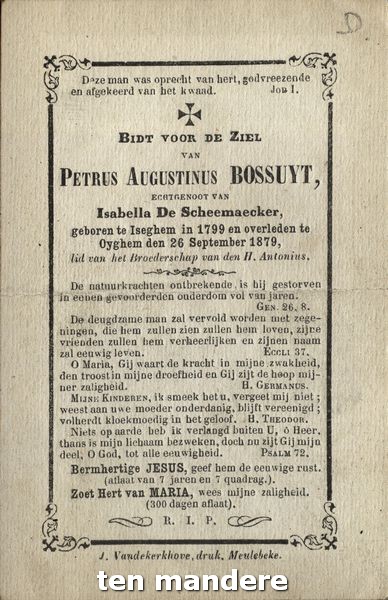 D.
Deze man was oprecht van hert, godvreezende
en afgekeerd van het kwaad. Job I.
Bidt voor de Ziel
van
Petrus Augustinus BOSSUYT,
echtgenoot van
Isabella De Scheemaecker,
geboren te Iseghem in 1799 en overleden te
Oyghem den 26 September 1879,
lid van het Broederschap van den H. Antonius.
De natuurkrachten ontbrekende is hij gestorven
in eenen gevoorderden ouderdom vol van jaren.
Gen. 26. 8.
De deugdzame man zal vervold worden met zege-
ningen, die hem zullen zien zullen hem loven, zijne
vrienden zullen hem verheerlijken en zijnen naam
zal eeuwig leven. Eccli 37.
O Maria, Gij waart de kracht in mijne zwakheid,
den troost in mijne droefheid en Gij zijt de hoop mij-
ner zaligheid. H. Germanus.
Mijne Kinderen, ik smeek het u, vergeet mij niet ;
weest aan uwe moeder onderdanig, blijft vereenigd ;
volherdt kloekmoedig in het geloof. H. Theodor.
Niets op aarde heb ik verlangd buiten U, ô Heer,
thans is mijn lichaam bezweken, doch nu zijt Gij mijn
deel, O God, tot alle eeuwigheid. Psalm 72.
Bermhertige JESUS, geef hem de eeuwige rust.
(aflaat van 7 jaren en 7 quadrag.)
Zoet Hert van MARIA, wees mijne zaligheid.
(300 dagen aflaat).
R. I. P.
J. Vandekerkhove, druk. Meulebeke.
ten mandere